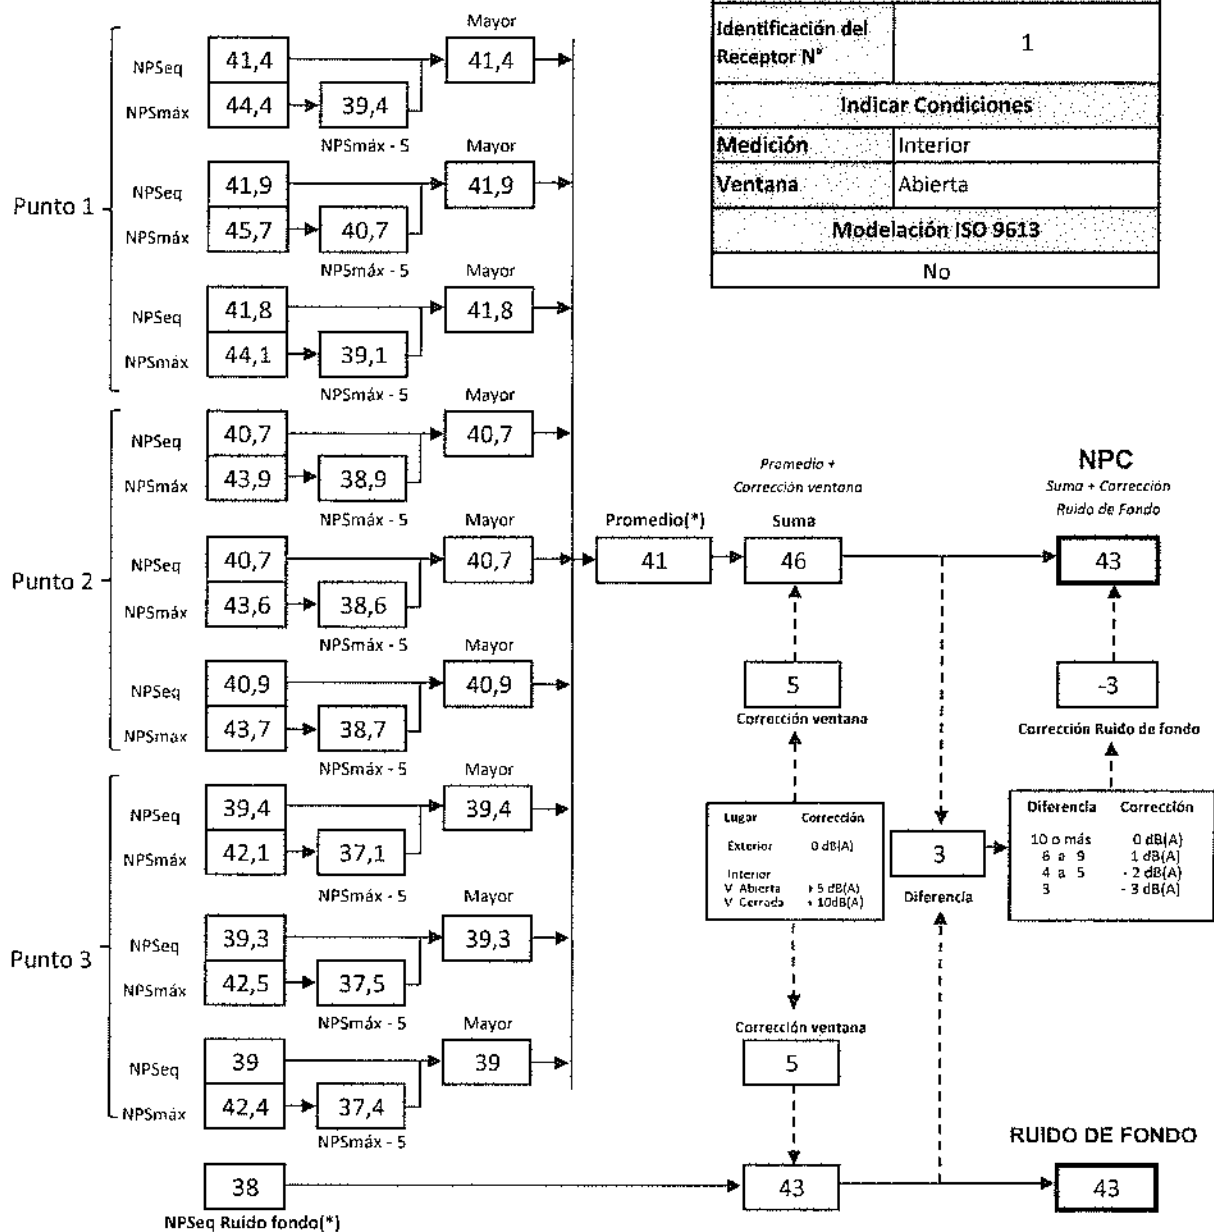 Identificación del Receptor N° 1
Indicar Condiciones
Medición Interior
Ventana Abierta
Modelación ISO 9613
No
Punto 1
Mayor
NPSeq 41,4 41,4
NPSmáx 44,4 39,4
NPSmáx - 5
Mayor
NPSeq 41,9 41,9
NPSmáx 45,7 40,7
NPSmáx - 5
Mayor
NPSeq 41,8 41,8
NPSmáx 44,1 39,1
NPSmáx - 5
Punto 2
Mayor
NPSeq 40,7 40,7
NPSmáx 43,9 38,9
NPSmáx - 5
Mayor
NPSeq 40,7 40,7
NPSmáx 43,6 38,6
NPSmáx - 5
Mayor
NPSeq 40,9 40,9
NPSmáx 43,7 38,7
NPSmáx - 5
Punto 3
Mayor
NPSeq 39,4 39,4
NPSmáx 42,1 37,1
NPSmáx - 5
Mayor
NPSeq 39,3 39,3
NPSmáx 42,5 37,5
NPSmáx - 5
Mayor
NPSeq 39 39
NPSmáx 42,4 37,4
NPSmáx - 5
Promedio(*)
41
Promedio +
Corrección ventana
Suma
46
5
Corrección ventana
Lugar Corrección
Exterior 0 dB(A)
Interior
V Abierta + 5 dB(A)
V Cerrada + 10dB(A)
Corrección ventana
5
NPC
Suma + Corrección
Ruido de Fondo
43
-3
Corrección Ruido de fondo
Diferencia Corrección
10 o más 0 dB(A)
6 a 9 1 dB(A)
4 a 5 - 2 dB(A)
3 - 3 dB(A)
3
Diferencia
38
NPSeq Ruido fondo(*)
43
RUIDO DE FONDO
43